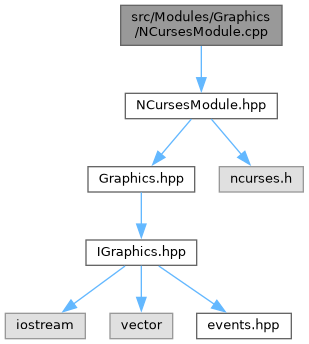 src/Modules/Graphics
/NCursesModule.cpp
NCursesModule.hpp
Graphics.hpp
ncurses.h
IGraphics.hpp
iostream
vector
events.hpp